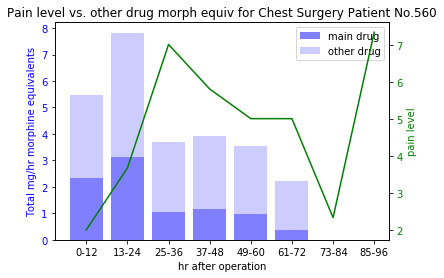 Pain level vs. other drug morph equiv for Chest Surgery Patient No.560
main drug
other drug
Total mg/hr morphine equivalents
8
7
6
5
4
3
2
1
0
pain level
7
6
5
4
3
2
0-12 13-24 25-36 37-48 49-60 61-72 73-84 85-96
hr after operation